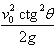 v₀² ctg² θ / 2g